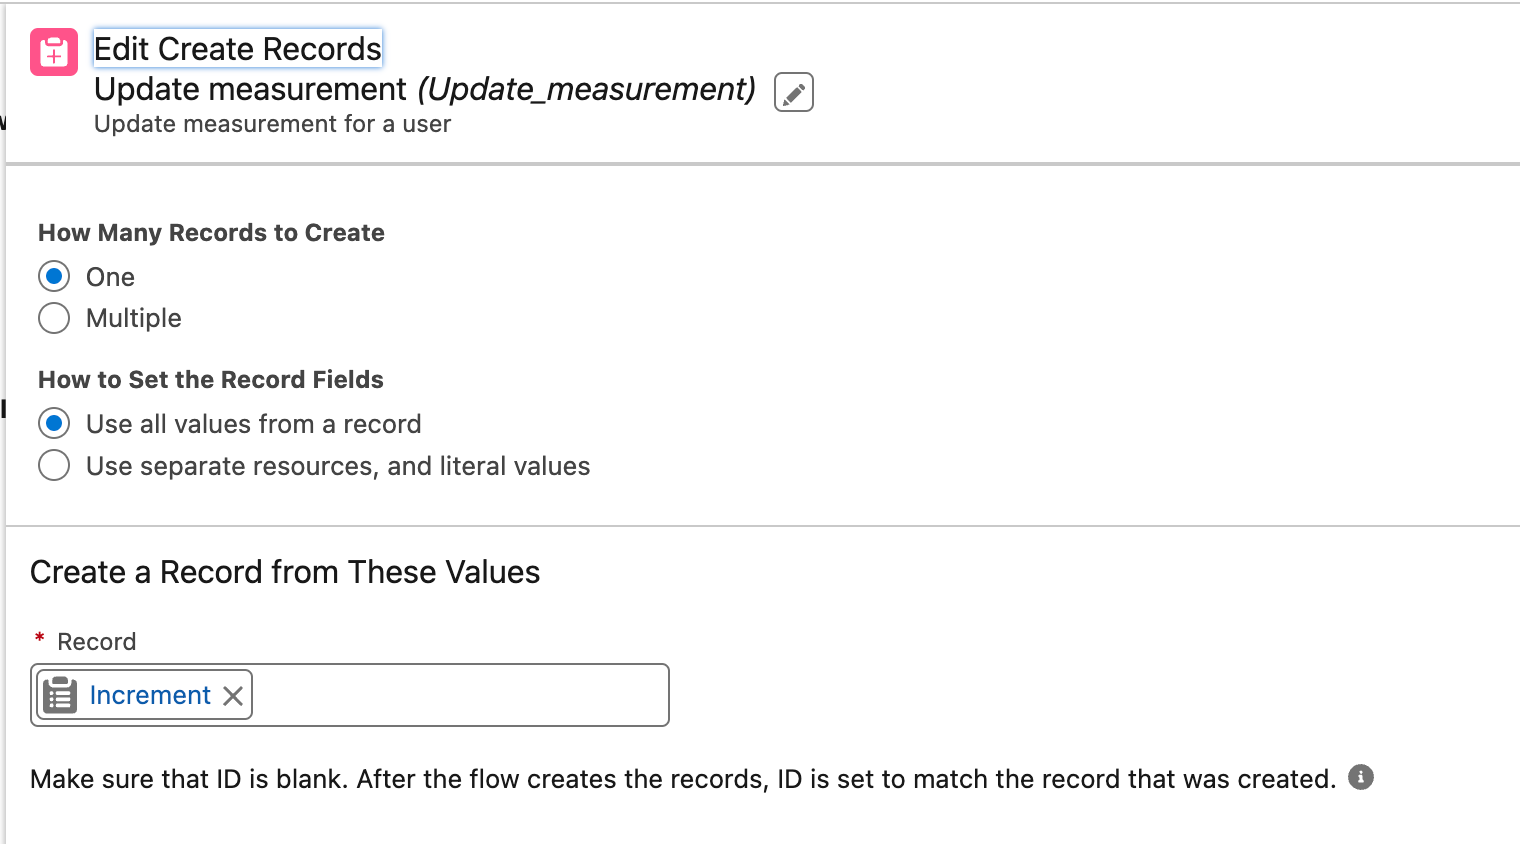 Edit Create Records
Update measurement (Update_measurement)
Update measurement for a user
How Many Records to Create
One
Multiple
How to Set the Record Fields
Use all values from a record
Use separate resources, and literal values
Create a Record from These Values
* Record
Increment
Make sure that ID is blank. After the flow creates the records, ID is set to match the record that was created.